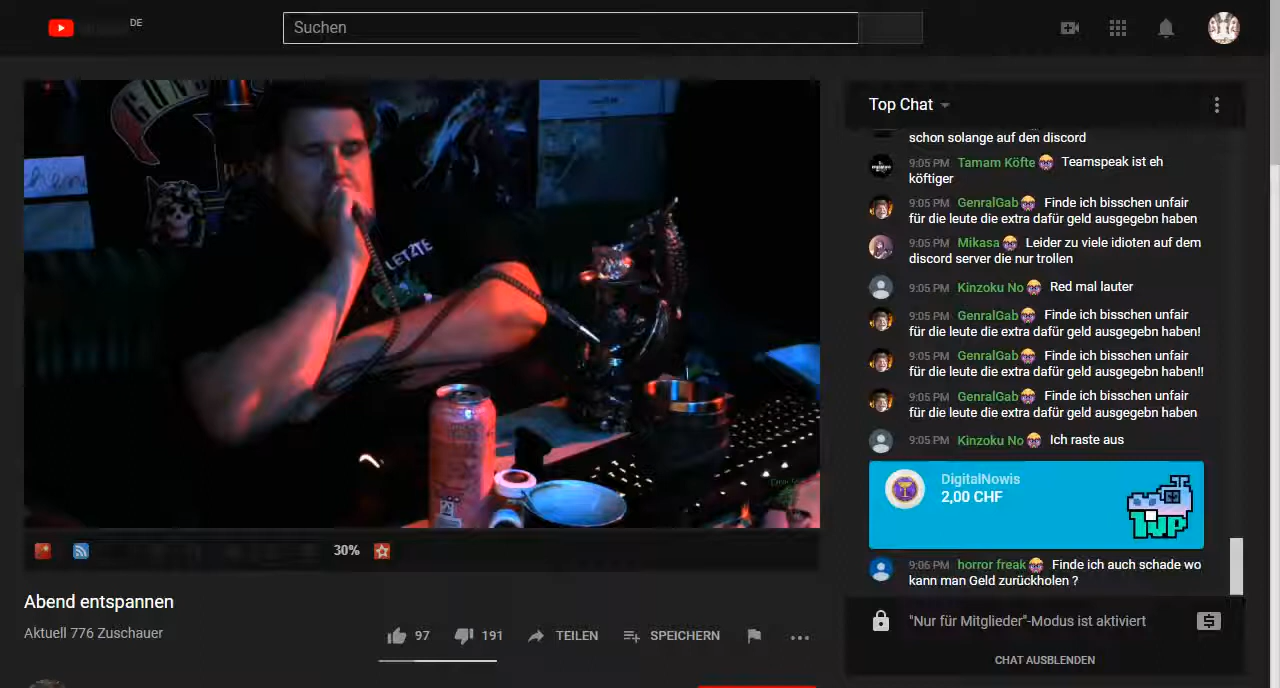 DE
Suchen
GUNS
LETZTE
30%
Abend entspannen
Aktuell 776 Zuschauer
97
191
TEILEN
SPEICHERN
Top Chat
schon solange auf den discord
9:05 PM Tamam Köfte Teamspeak ist eh
köftiger
9:05 PM GenralGab Finde ich bisschen unfair
für die leute die extra dafür geld ausgegebn haben
9:05 PM Mikasa Leider zu viele idioten auf dem
discord server die nur trollen
9:05 PM Kinzoku No Red mal lauter
9:05 PM GenralGab Finde ich bisschen unfair
für die leute die extra dafür geld ausgegebn haben!
9:05 PM GenralGab Finde ich bisschen unfair
für die leute die extra dafür geld ausgegebn haben!!
9:05 PM GenralGab Finde ich bisschen unfair
für die leute die extra dafür geld ausgegebn haben
9:05 PM Kinzoku No Ich raste aus
DigitalNowis
2,00 CHF
1up
9:06 PM horror freak Finde ich auch schade wo
kann man Geld zurückholen ?
"Nur für Mitglieder"-Modus ist aktiviert
CHAT AUSBLENDEN